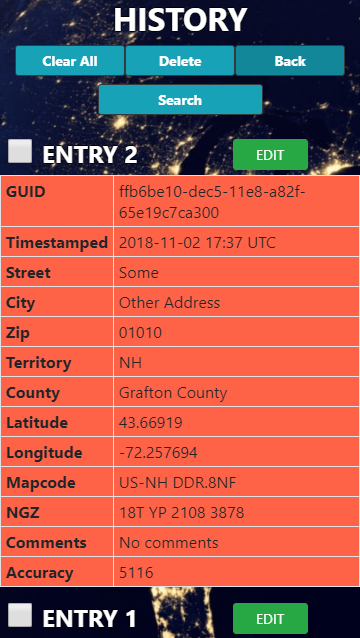 HISTORY
Clear All Delete Back
Search
ENTRY 2 EDIT
GUID ffb6be10-dec5-11e8-a82f-
65e19c7ca300
Timestamped 2018-11-02 17:37 UTC
Street Some
City Other Address
Zip 01010
Territory NH
County Grafton County
Latitude 43.66919
Longitude -72.257694
Mapcode US-NH DDR.8NF
NGZ 18T YP 2108 3878
Comments No comments
Accuracy 5116
ENTRY 1 EDIT